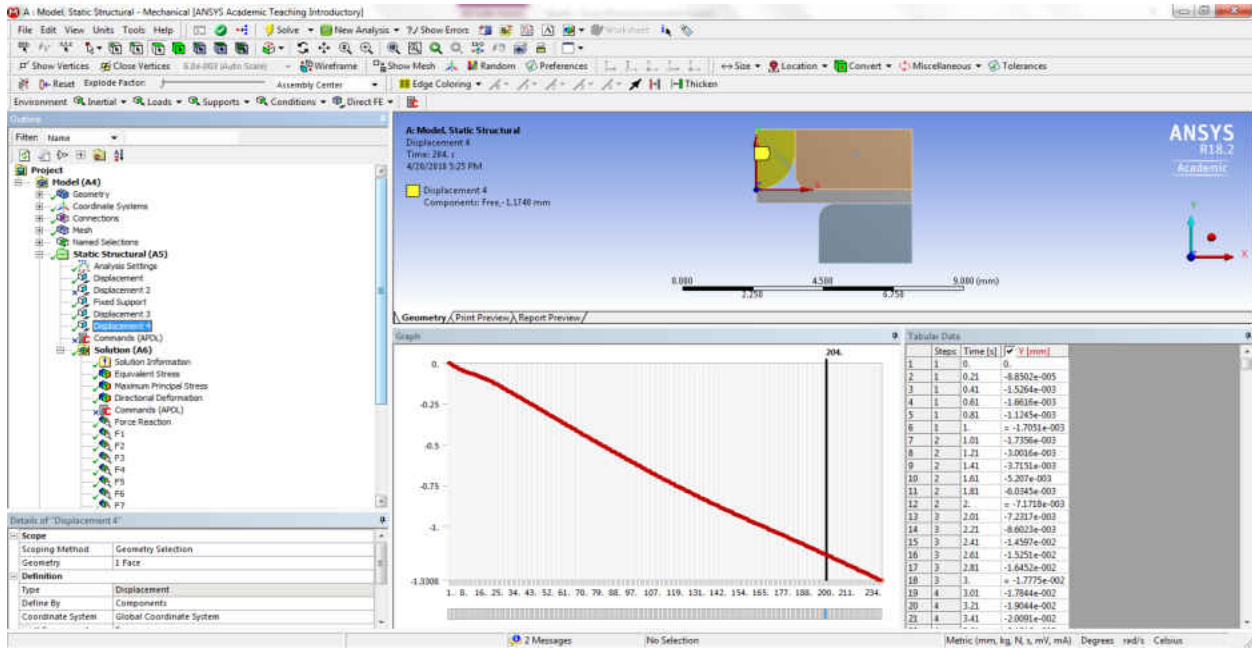 A : Model, Static Structural - Mechanical [ANSYS Academic Teaching Introductory]
File Edit View Units Tools Help Solve New Analysis ?/ Show Errors Worksheet
Show Vertices Close Vertices (Auto Scale) Wireframe Show Mesh Random Preferences Size Location Convert Miscellaneous Tolerances
Reset Explode Factor: Assembly Center Edge Coloring Thicken
Environment Inertial Loads Supports Conditions Direct FE
Outline
Filter: Name
Project
Model (A4)
Geometry
Coordinate Systems
Connections
Mesh
Named Selections
Static Structural (A5)
Analysis Settings
Displacement
Displacement 2
Fixed Support
Displacement 3
Displacement 4
Commands (APDL)
Solution (A6)
Solution Information
Equivalent Stress
Maximum Principal Stress
Directional Deformation
Commands (APDL)
Force Reaction
F1
F2
F3
F4
F5
F6
F7
Details of "Displacement 4"
Scope
Scoping Method Geometry Selection
Geometry 1 Face
Definition
Type Displacement
Define By Components
Coordinate System Global Coordinate System
A: Model, Static Structural
Displacement 4
Time: 204. s
4/20/2018 5:25 PM
Displacement 4
Components: Free,-1.1748 mm
ANSYS
R18.2
Academic
Y
X
0.000 4.500 9.000 (mm)
2.250 6.750
Geometry Print Preview Report Preview
Graph
204.
0.
-0.25
-0.5
-0.75
-1.
-1.3308
1. 8. 16. 25. 34. 43. 52. 61. 70. 79. 88. 97. 107. 119. 131. 142. 154. 165. 177. 188. 200. 211. 234.
Tabular Data
Steps Time [s] Y [mm]
1 1 0. 0.
2 1 0.21 -8.8502e-005
3 1 0.41 -1.5264e-003
4 1 0.61 -1.6616e-003
5 1 0.81 -1.1245e-003
6 1 1. = -1.7051e-003
7 2 1.01 -1.7356e-003
8 2 1.21 -3.0016e-003
9 2 1.41 -3.7151e-003
10 2 1.61 -5.207e-003
11 2 1.81 -6.0345e-003
12 2 2. = -7.1718e-003
13 3 2.01 -7.2317e-003
14 3 2.21 -8.6023e-003
15 3 2.41 -1.4597e-002
16 3 2.61 -1.5251e-002
17 3 2.81 -1.6452e-002
18 3 3. = -1.7775e-002
19 4 3.01 -1.7844e-002
20 4 3.21 -1.9044e-002
21 4 3.41 -2.0091e-002
2 Messages No Selection Metric (mm, kg, N, s, mV, mA) Degrees rad/s Celsius